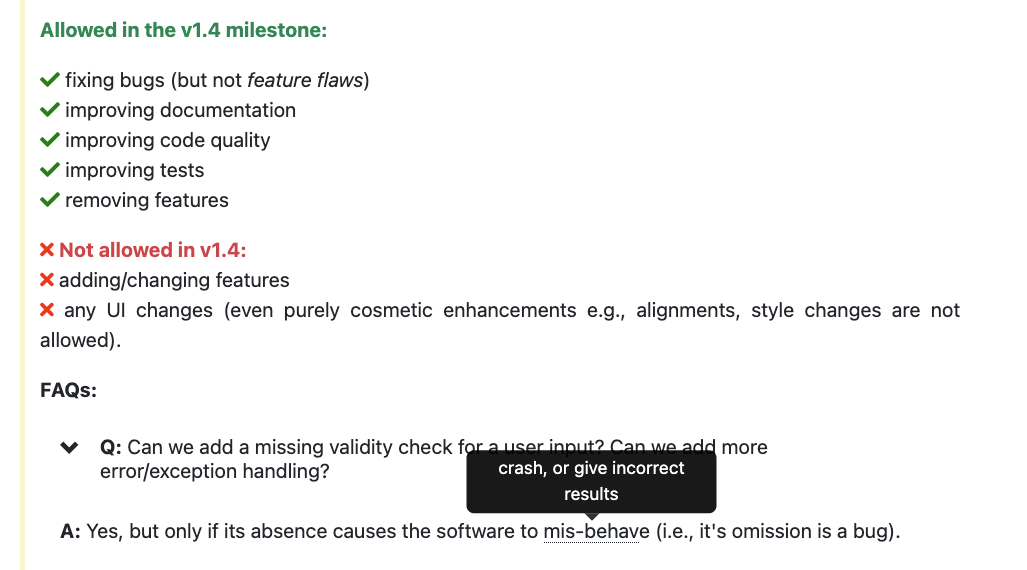 Allowed in the v1.4 milestone:
fixing bugs (but not feature flaws)
improving documentation
improving code quality
improving tests
removing features
Not allowed in v1.4:
adding/changing features
any UI changes (even purely cosmetic enhancements e.g., alignments, style changes are not
allowed).
FAQs:
Q: Can we add a missing validity check for a user input? Can we add more
error/exception handling?
crash, or give incorrect
results
A: Yes, but only if its absence causes the software to mis-behave (i.e., it's omission is a bug).